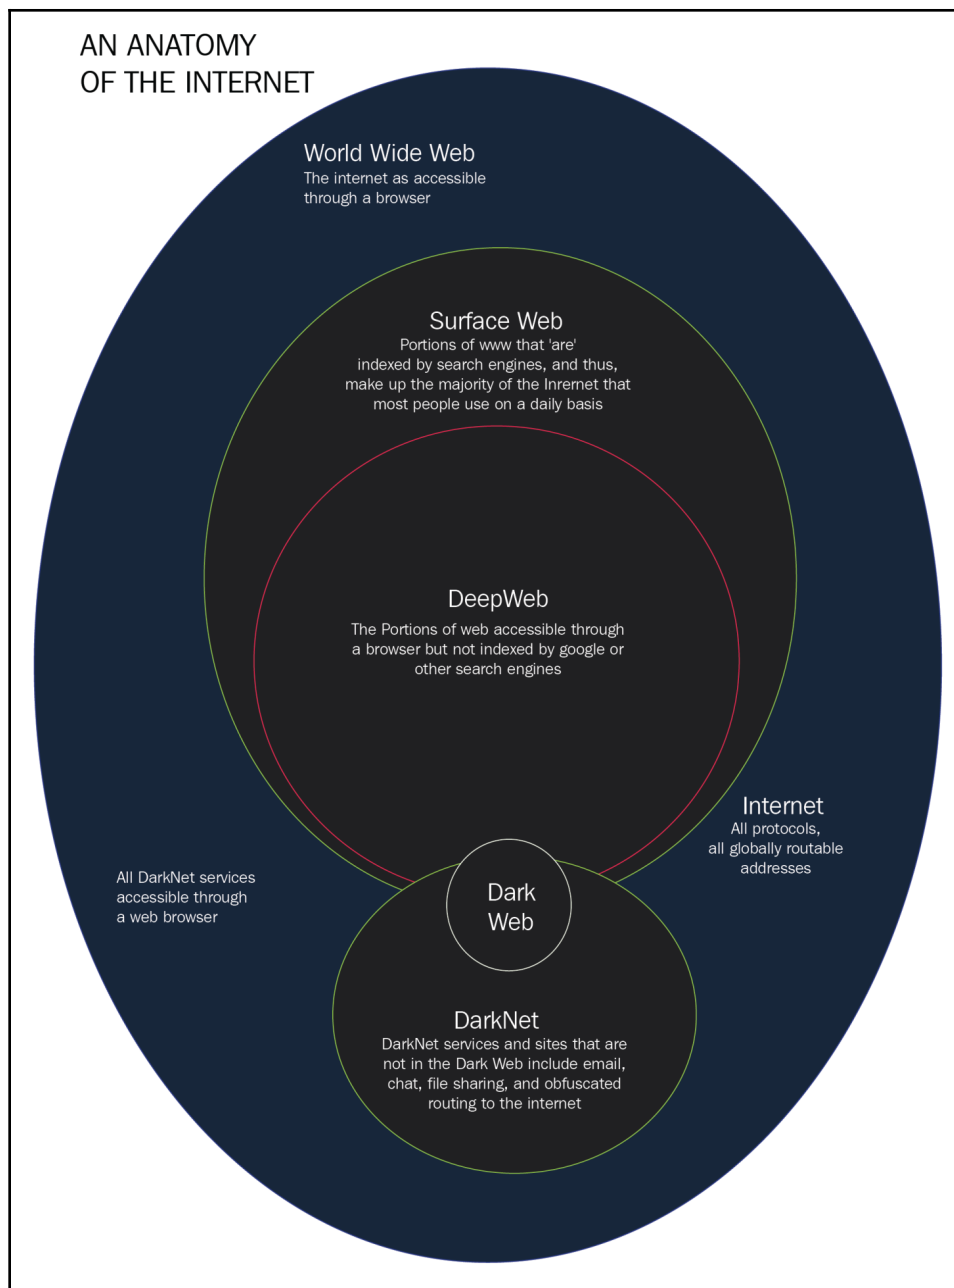 AN ANATOMY
OF THE INTERNET
World Wide Web
The internet as accessible
through a browser
Surface Web
Portions of www that 'are'
indexed by search engines, and thus,
make up the majority of the Inrernet that
most people use on a daily basis
DeepWeb
The Portions of web accessible through
a browser but not indexed by google or
other search engines
Internet
All protocols,
all globally routable
addresses
All DarkNet services
accessible through
a web browser
Dark
Web
DarkNet
DarkNet services and sites that are
not in the Dark Web include email,
chat, file sharing, and obfuscated
routing to the internet